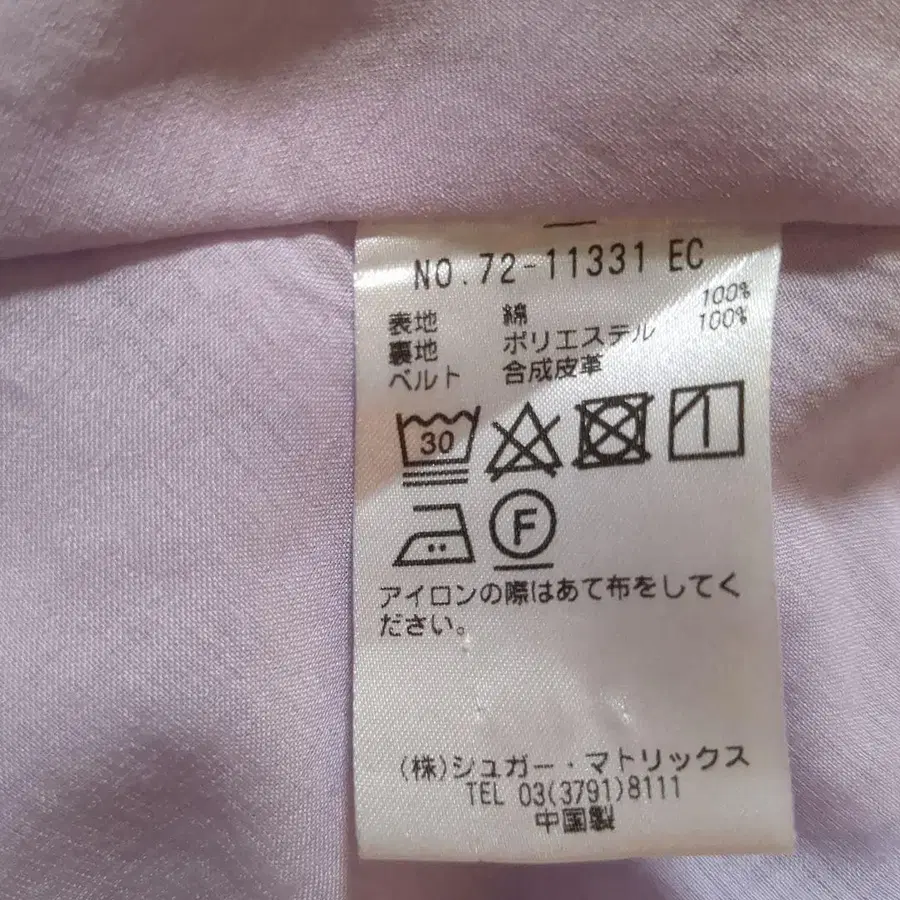 NO.72-11331 EC
表地 綿 100%
裏地 ポリエステル 100%
ベルト 合成皮革
30
F
アイロンの際はあて布をしてく
ださい。
(株)シュガー・マトリックス
TEL 03(3791)8111
中国製